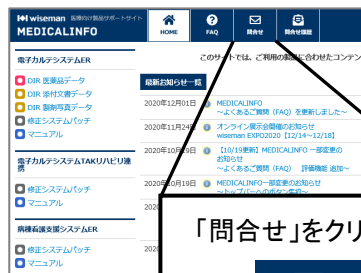 wiseman 医療向け製品サポートサイト
MEDICALINFO
HOME
FAQ
問合せ
問合せ履歴
このサイトでは、ご利用の製品に合わせたコンテン
電子カルテシステムER
DIR 医薬品データ
DIR 添付文書データ
DIR 製剤写真データ
修正システムパッチ
マニュアル
電子カルテシステムTAKUリハビリ連
携
修正システムパッチ
マニュアル
病棟看護支援システムER
修正システムパッチ
マニュアル
最新お知らせ一覧
2020年12月01日 MEDICALINFO
～よくあるご質問（FAQ）を更新しました～
2020年11月24日 オンライン展示会開催のお知らせ
wiseman EXPO2020【12/14～12/18】
2020年10月29日 【10/19更新】MEDICALINFO 一部変更の
お知らせ
～よくあるご質問（FAQ） 評価機能 追加～
2020年10月19日 MEDICALINFO一部変更のお知らせ
2020
202
「問合せ」をクリ